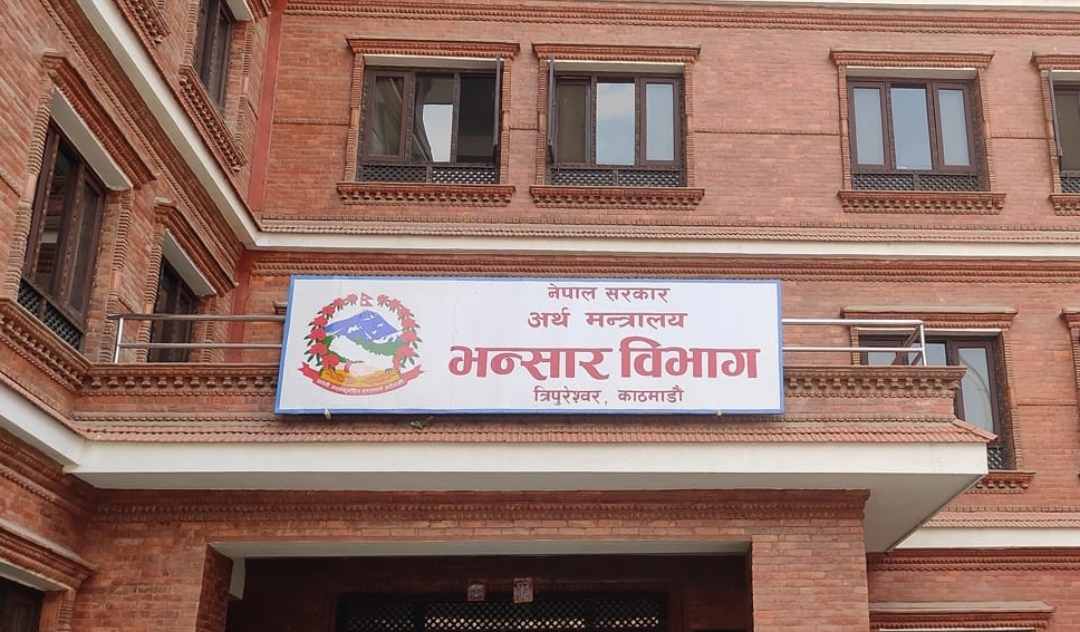 नेपाल सरकार
अर्थ मन्त्रालय
भन्सार विभाग
त्रिपुरेश्वर, काठमाडौ